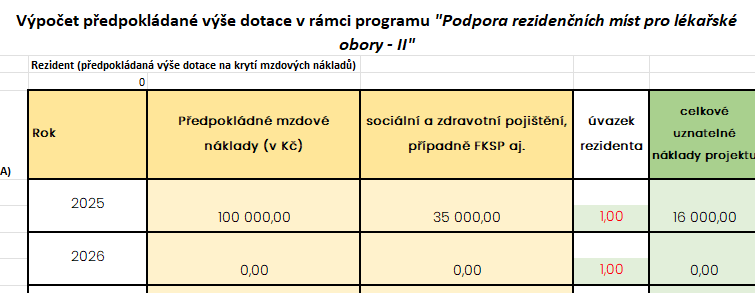 Výpočet předpokládané výše dotace v rámci programu "Podpora rezidenčních míst pro lékařské
obory - II"
Rezident (předpokládaná výše dotace na krytí mzdových nákladů)
0
A)
Rok
Předpokládné mzdové
náklady (v Kč)
sociální a zdravotní pojištění,
případně FKSP aj.
úvazek
rezidenta
celkové
uznatelné
náklady projektu
2025
100 000,00
35 000,00
1,00
16 000,00
2026
0,00
0,00
1,00
0,00